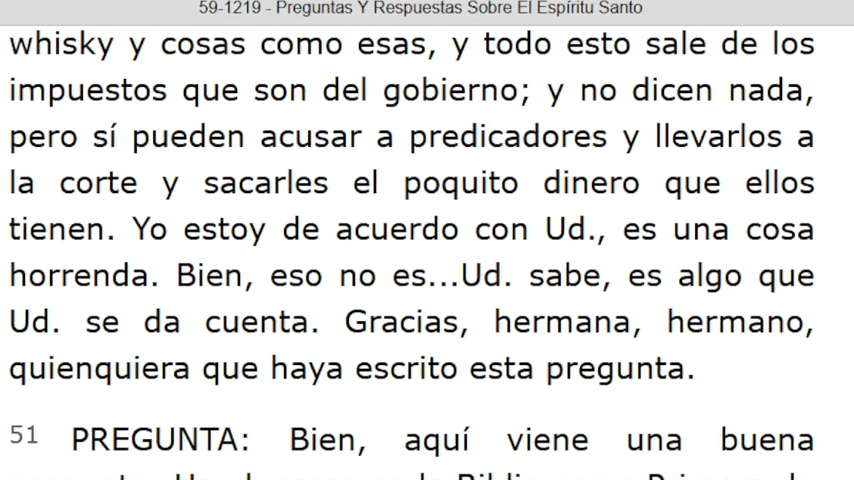 59-1219 - Preguntas Y Respuestas Sobre El Espíritu Santo
whisky y cosas como esas, y todo esto sale de los
impuestos que son del gobierno; y no dicen nada,
pero sí pueden acusar a predicadores y llevarlos a
la corte y sacarles el poquito dinero que ellos
tienen. Yo estoy de acuerdo con Ud., es una cosa
horrenda. Bien, eso no es...Ud. sabe, es algo que
Ud. se da cuenta. Gracias, hermana, hermano,
quienquiera que haya escrito esta pregunta.
51 PREGUNTA: Bien, aquí viene una buena